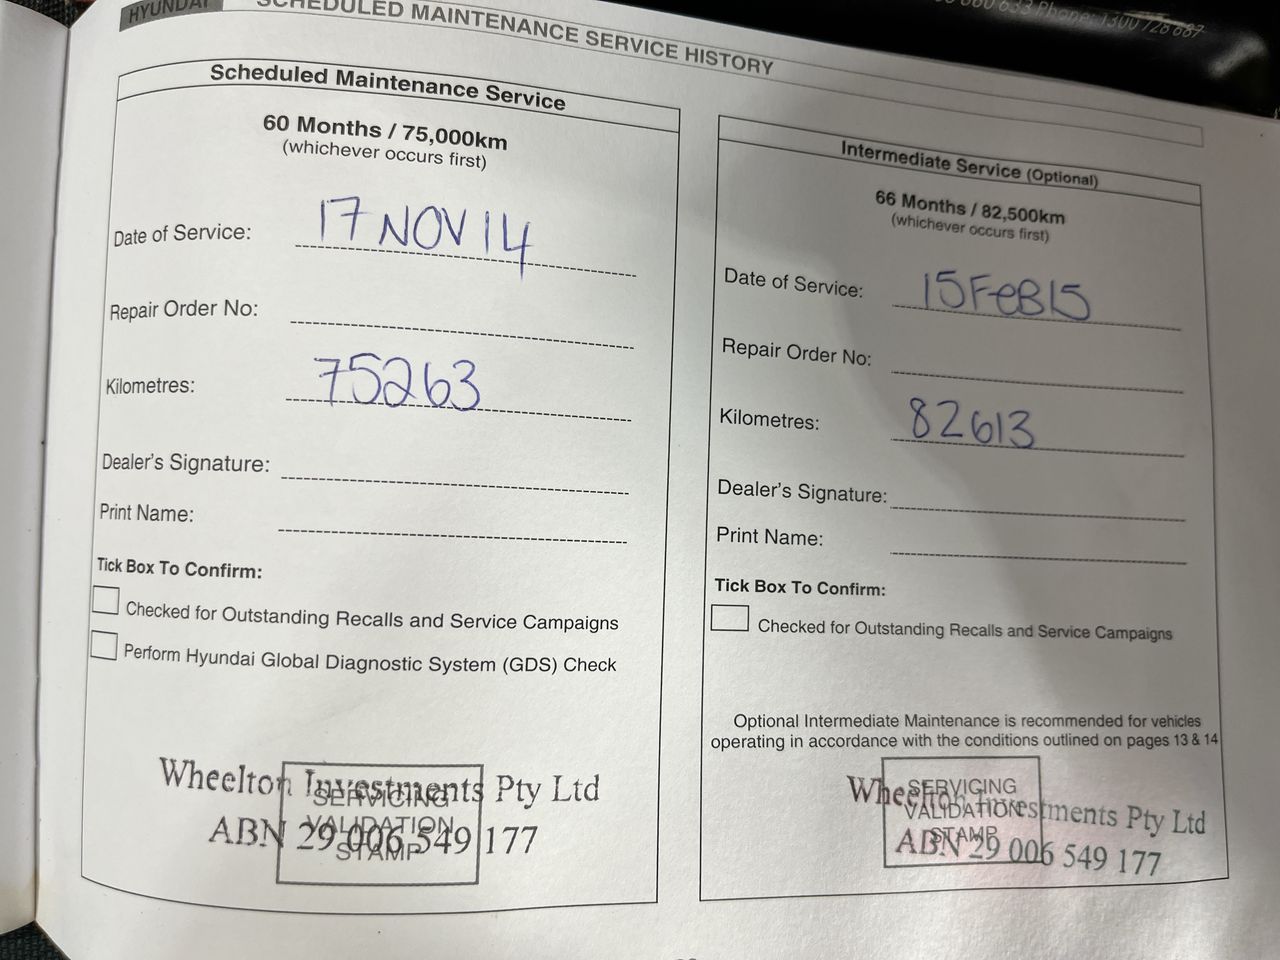 HYUNDAI
SCHEDULED MAINTENANCE SERVICE HISTORY
Phone: 1300 728 687
Scheduled Maintenance Service
60 Months / 75,000km
(whichever occurs first)
Date of Service: 17 NOV 14
Repair Order No:
Kilometres: 75263
Dealer's Signature:
Print Name:
Tick Box To Confirm:
Checked for Outstanding Recalls and Service Campaigns
Perform Hyundai Global Diagnostic System (GDS) Check
SERVICING
VALIDATION
STAMP
Wheelton Investments Pty Ltd
ABN 29 006 549 177
Intermediate Service (Optional)
66 Months / 82,500km
(whichever occurs first)
Date of Service: 15FeB15
Repair Order No:
Kilometres: 82613
Dealer's Signature:
Print Name:
Tick Box To Confirm:
Checked for Outstanding Recalls and Service Campaigns
Optional Intermediate Maintenance is recommended for vehicles
operating in accordance with the conditions outlined on pages 13 & 14
SERVICING
VALIDATION
STAMP
Wheelton Investments Pty Ltd
ABN 29 006 549 177